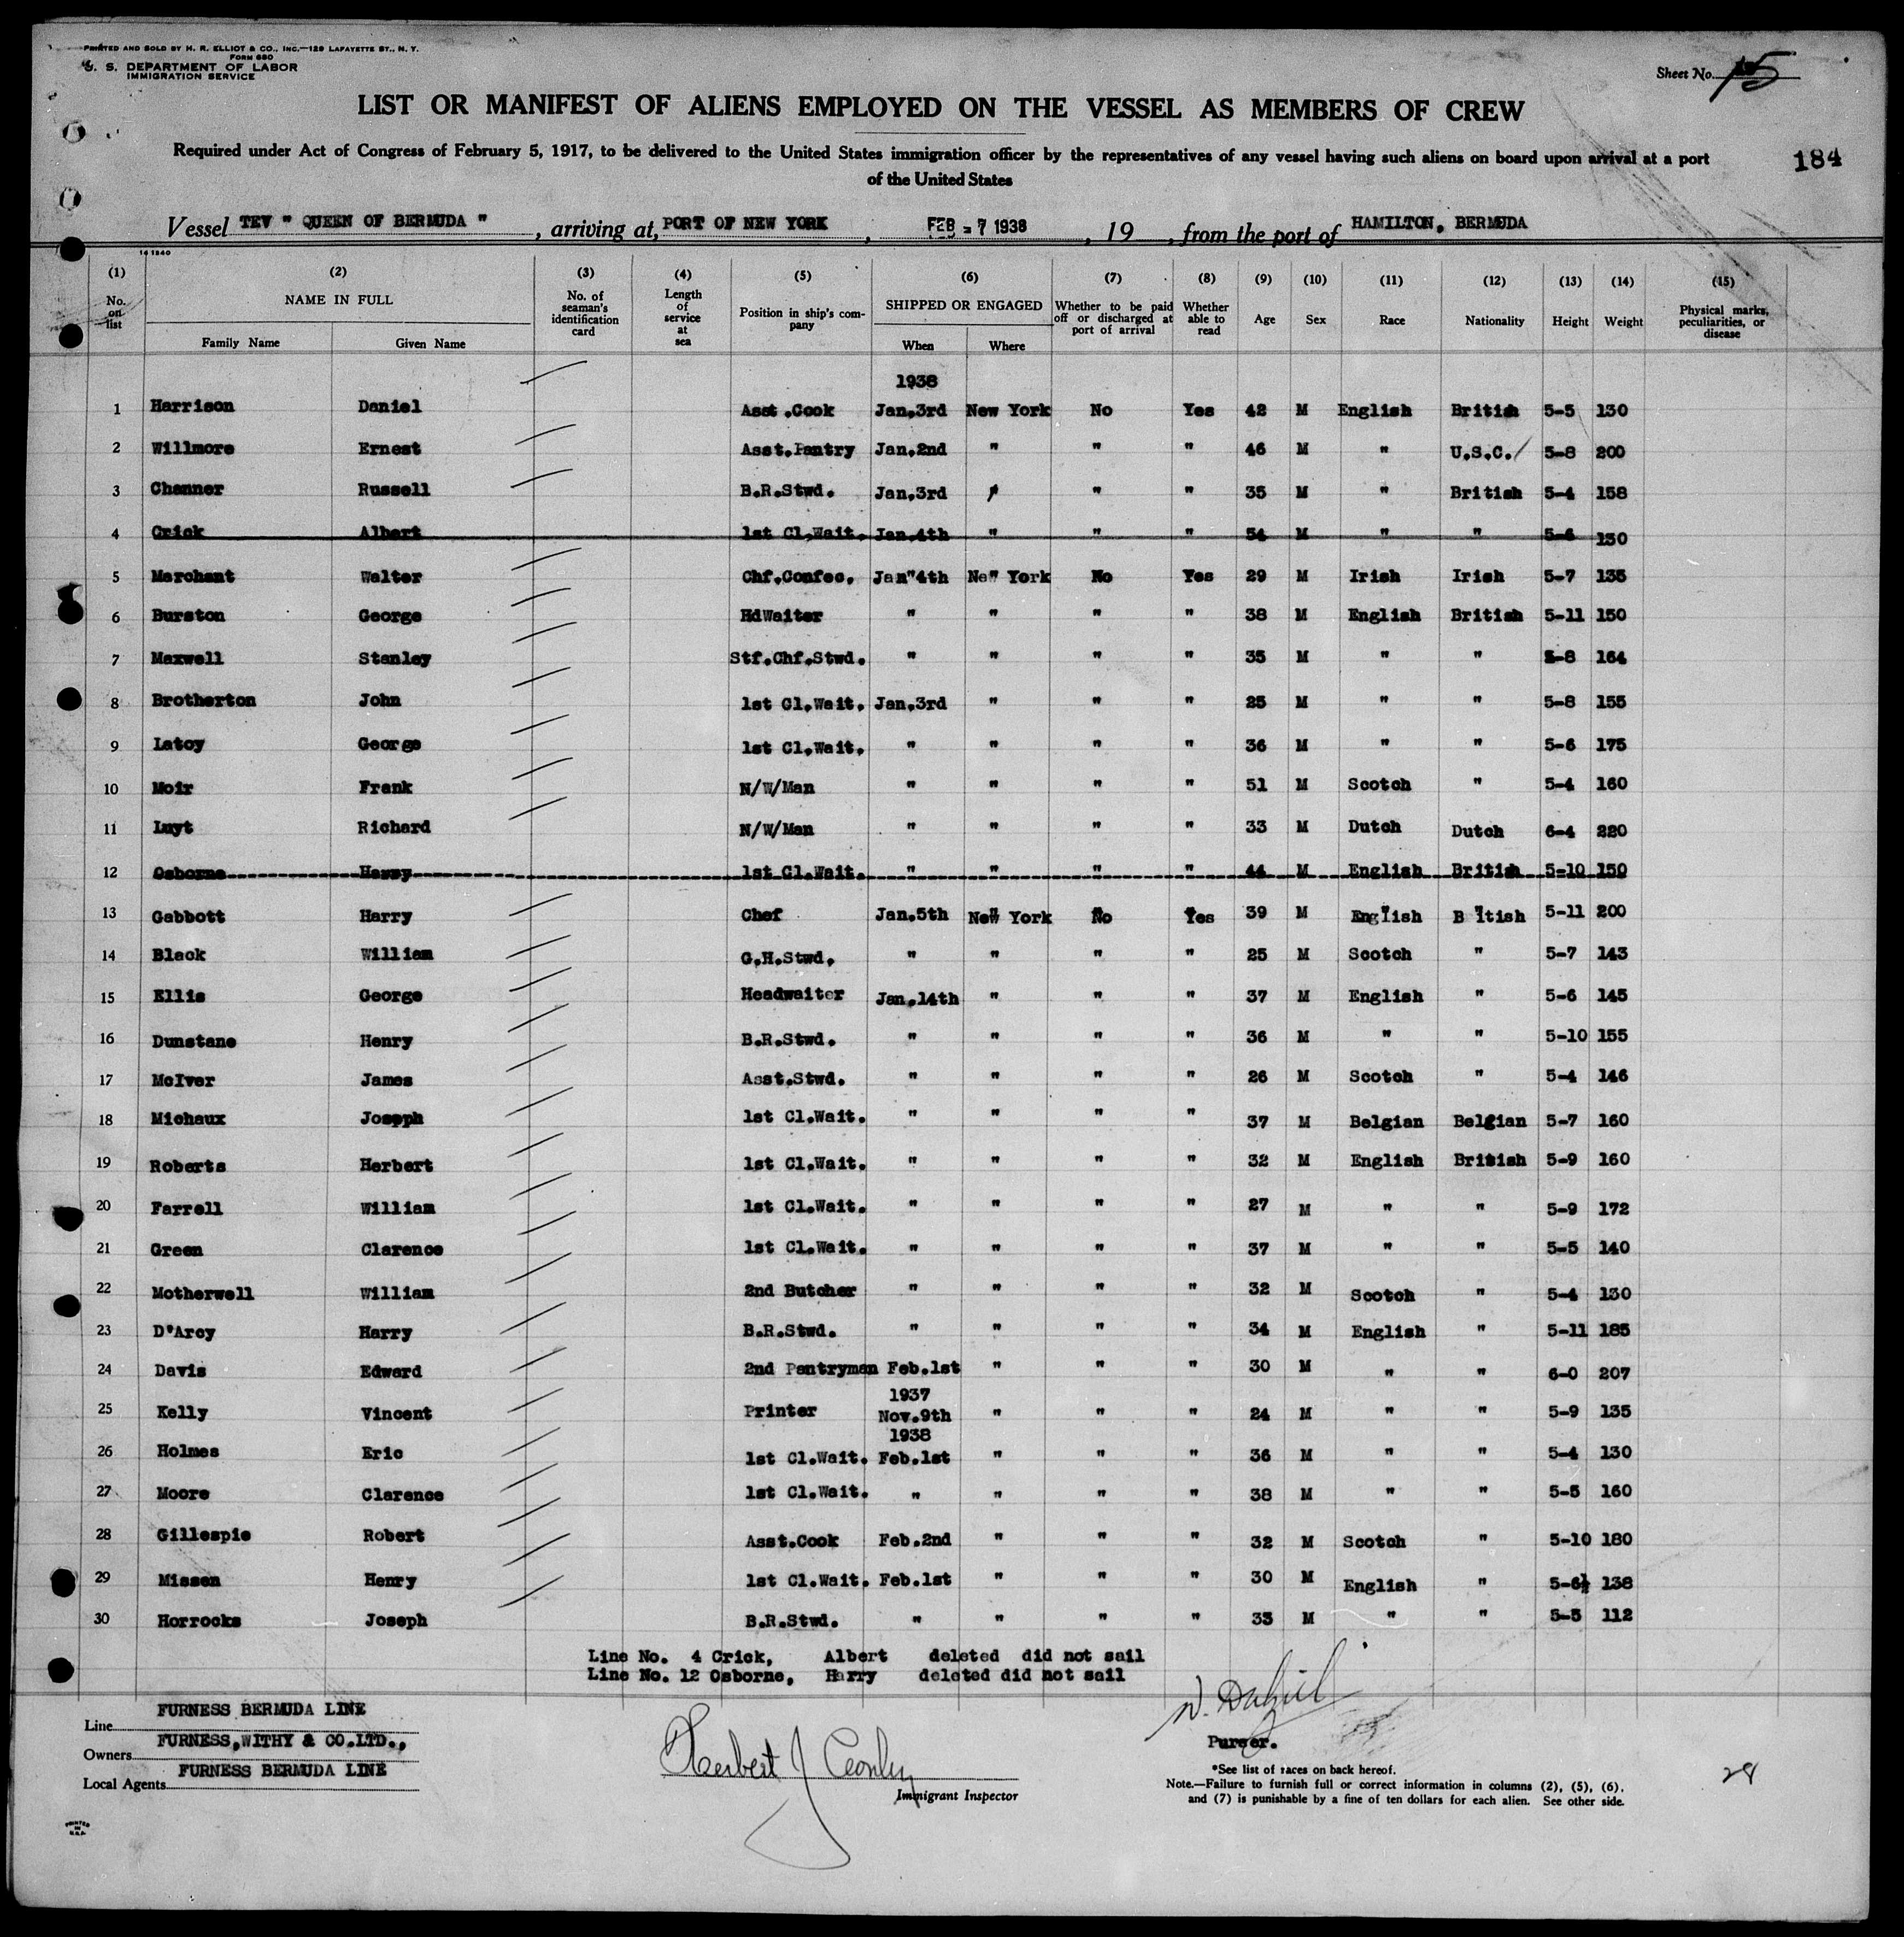 PRINTED AND SOLD BY H. R. ELLIOT & CO., INC.—129 LAFAYETTE ST., N. Y.
FORM 680
U. S. DEPARTMENT OF LABOR
IMMIGRATION SERVICE
Sheet No. 15
LIST OR MANIFEST OF ALIENS EMPLOYED ON THE VESSEL AS MEMBERS OF CREW
Required under Act of Congress of February 5, 1917, to be delivered to the United States immigration officer by the representatives of any vessel having such aliens on board upon arrival at a port
of the United States
184
Vessel TEV " QUEEN OF BERMUDA " , arriving at, PORT OF NEW YORK , FEB - 7 1938 , 19 , from the port of HAMILTON, BERMUDA
14 1240
(1) (2) (3) (4) (5) (6) (7) (8) (9) (10) (11) (12) (13) (14) (15)
No. on list NAME IN FULL Family Name Given Name No. of seaman's identification card Length of service at sea Position in ship's company SHIPPED OR ENGAGED When Where Whether to be paid off or discharged at port of arrival Whether able to read Age Sex Race Nationality Height Weight Physical marks, peculiarities, or disease
1938
1 Harrison Daniel Asst.Cook Jan.3rd New York No Yes 42 M English British 5-5 130
2 Willmore Ernest Asst.Pantry Jan.2nd " " " 46 M " U.S.C. 5-8 200
3 Channer Russell B.R.Stwd. Jan.3rd " " " 35 M " British 5-4 158
4 Crick Albert 1st Cl.Wait. Jan.4th " " " 54 M " " 5-6 130
5 Marchant Walter Chf.Confec. Jan"4th New York No Yes 29 M Irish Irish 5-7 135
6 Burston George HdWaiter " " " " 38 M English British 5-11 150
7 Maxwell Stanley Stf.Chf.Stwd. " " " " 35 M " " 5-8 164
8 Brotherton John 1st Cl.Wait. Jan.3rd " " " 25 M " " 5-8 155
9 Latoy George 1st Cl.Wait. " " " " 36 M " " 5-6 175
10 Moir Frank N/W/Man " " " " 51 M Scotch " 5-4 160
11 Luyt Richard N/W/Man " " " " 33 M Dutch Dutch 6-4 220
12 Osborne Harry 1st Cl.Wait. " " " " 44 M English British 5-10 150
13 Gabbott Harry Chef Jan.5th New York No Yes 39 M English B itish 5-11 200
14 Black William G.H.Stwd. " " " " 25 M Scotch " 5-7 143
15 Ellis George Headwaiter Jan.14th " " " 37 M English " 5-6 145
16 Dunstane Henry B.R.Stwd. " " " " 36 M " " 5-10 155
17 McIver James Asst.Stwd. " " " " 26 M Scotch " 5-4 146
18 Michaux Joseph 1st Cl.Wait. " " " " 37 M Belgian Belgian 5-7 160
19 Roberts Herbert 1st Cl.Wait. " " " " 32 M English British 5-9 160
20 Farrell William 1st Cl.Wait. " " " " 27 M " " 5-9 172
21 Green Clarence 1st Cl.Wait. " " " " 37 M " " 5-5 140
22 Motherwell William 2nd Butcher " " " " 32 M Scotch " 5-4 130
23 D'Arcy Harry B.R.Stwd. " " " " 34 M English " 5-11 185
24 Davis Edward 2nd Pantryman Feb.1st " " " 30 M " " 6-0 207
1937
25 Kelly Vincent Printer Nov.9th " " " 24 M " " 5-9 135
1938
26 Holmes Eric 1st Cl.Wait. Feb.1st " " " 36 M " " 5-4 130
27 Moore Clarence 1st Cl.Wait. " " " " 38 M " " 5-5 160
28 Gillespie Robert Asst.Cook Feb.2nd " " " 32 M Scotch " 5-10 180
29 Missen Henry 1st Cl.Wait. Feb.1st " " " 30 M English " 5-6½ 138
30 Horrocks Joseph B.R.Stwd. " " " " 33 M " " 5-5 112
Line No. 4 Crick, Albert deleted did not sail
Line No. 12 Osborne, Harry deleted did not sail
Line FURNESS BERMUDA LINE
Owners FURNESS,WITHY & CO.LTD.,
Local Agents FURNESS BERMUDA LINE
Herbert J
Immigrant Inspector
Purser.
*See list of races on back hereof.
Note.—Failure to furnish full or correct information in columns (2), (5), (6),
and (7) is punishable by a fine of ten dollars for each alien. See other side.
28
PRINTED IN U.S.A.